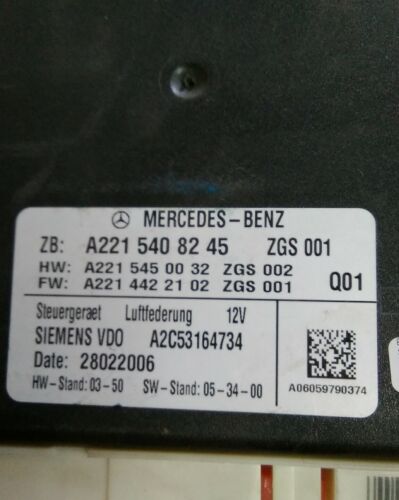 MERCEDES-BENZ
ZB: A221 540 82 45 ZGS 001
HW: A221 545 00 32 ZGS 002
FW: A221 442 21 02 ZGS 001 Q01
Steuergeraet Luftfederung 12V
SIEMENS VDO A2C53164734
Date: 28022006
HW-Stand: 03-50 SW-Stand: 05-34-00
A06059790374